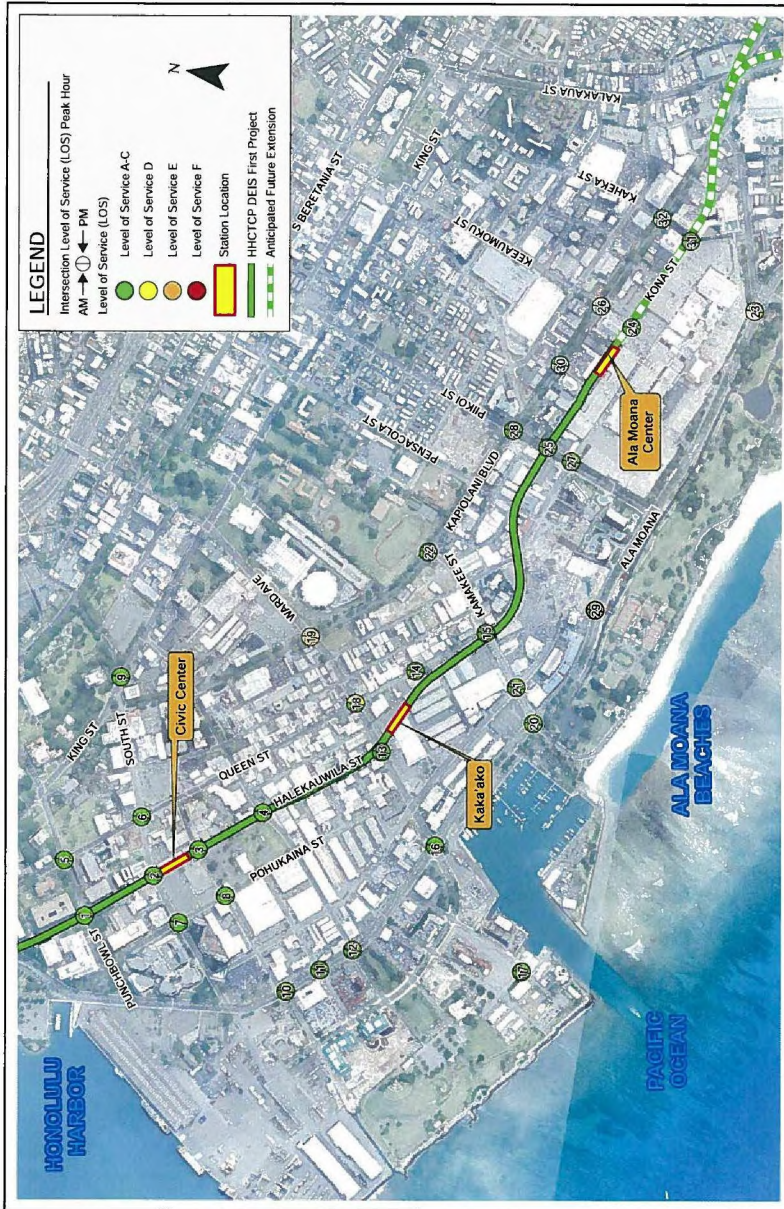 LEGEND
Intersection Level of Service (LOS) Peak Hour
AM PM
Level of Service (LOS)
Level of Service A-C
Level of Service D
Level of Service E
Level of Service F
Station Location
HHCTCP DEIS First Project
Anticipated Future Extension
N
HONOLULU
HARBOR
PUNCHBOWL ST
KING ST
SOUTH ST
Civic Center
QUEEN ST
HALEKAUWILA ST
POHUKAINA ST
WARD AVE
Kaka'ako
KAMAKEE ST
KAPIOLANI BLVD
PENSACOLA ST
PIIKOI ST
S BERETANIA ST
KING ST
KEEAUMOKU ST
KAHEKA ST
KALAKAUA ST
KONA ST
Ala Moana
Center
ALA MOANA
ALA MOANA
BEACHES
PACIFIC
OCEAN
1
2
3
4
5
6
7
8
9
10
11
12
13
14
15
16
17
19
20
21
22
23
24
25
26
27
28
29
30
31
32